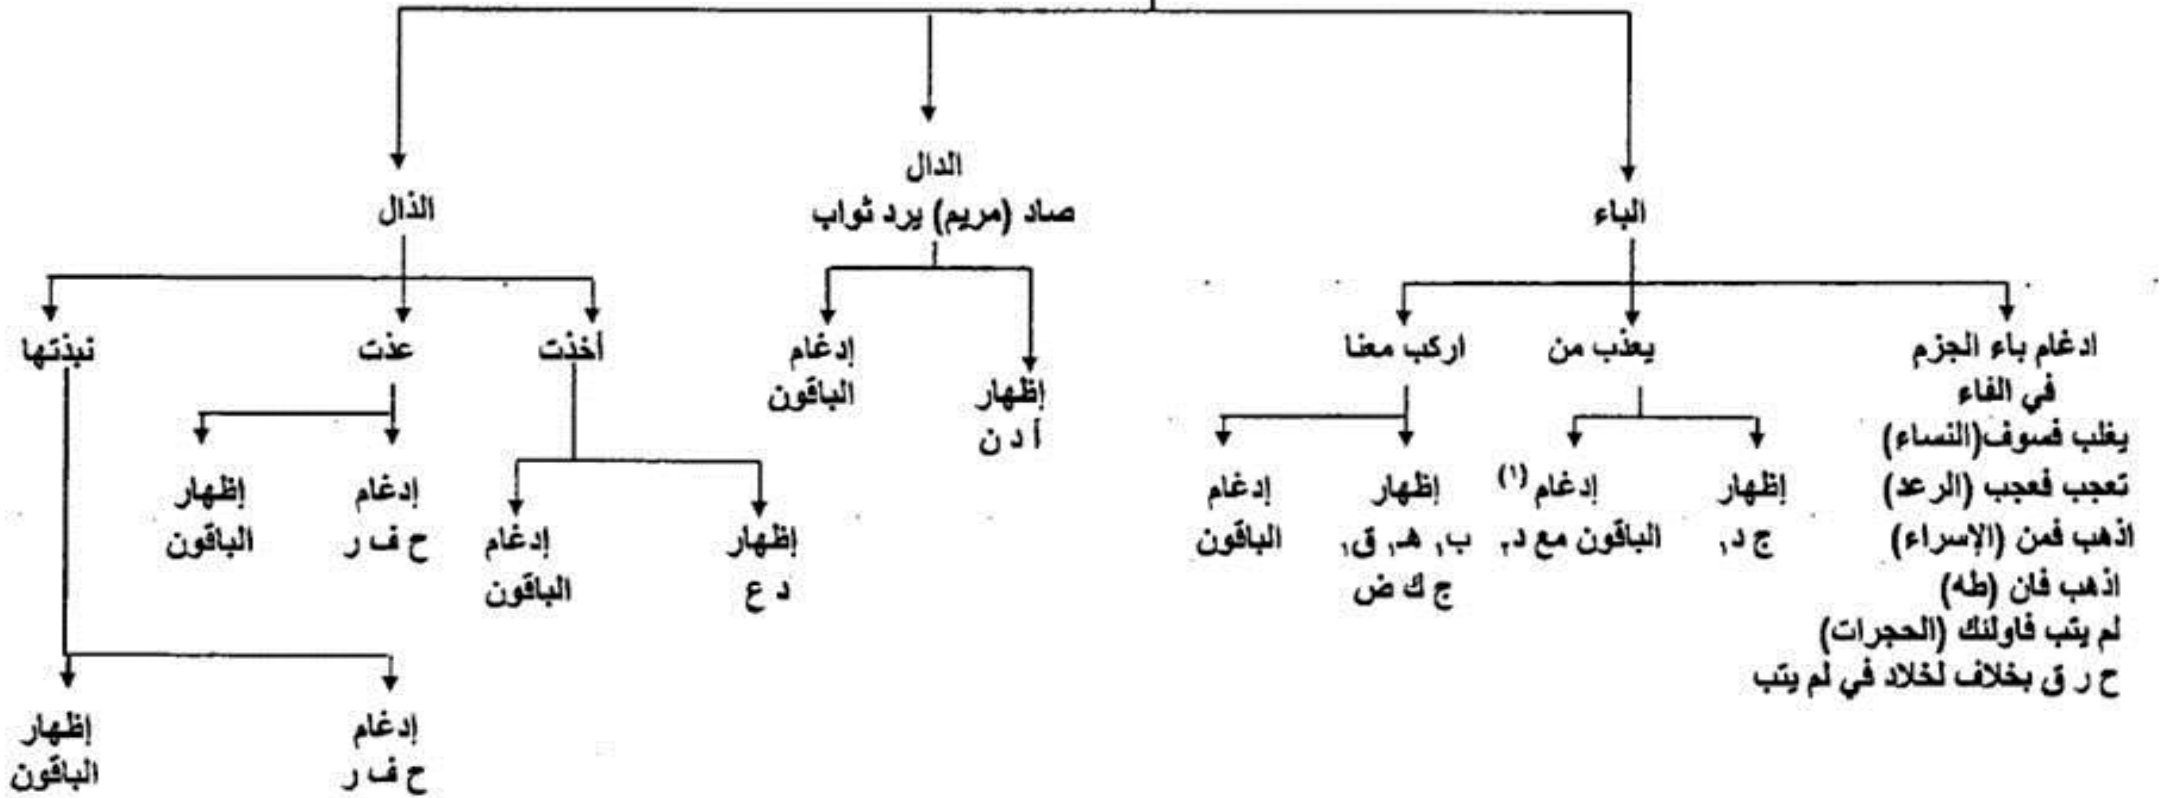 الباء
ادغام باء الجزم
في الفاء
يغلب فسوف(النساء)
تعجب فعجب (الرعد)
اذهب فمن (الإسراء)
اذهب فان (طه)
لم يتب فاولئك (الحجرات)
ح ر ق بخلاف لخلاد في لم يتب
يعذب من
إظهار
ج د,
إدغام (١)
الباقون مع د,
اركب معنا
إظهار
ب, هـ, ق,
ج ك ض
إدغام
الباقون
الدال
صاد (مريم) يرد ثواب
إظهار
أ د ن
إدغام
الباقون
الذال
أخذت
إظهار
د ع
إدغام
الباقون
عذت
إدغام
ح ف ر
إظهار
الباقون
نبذتها
إدغام
ح ف ر
إظهار
الباقون